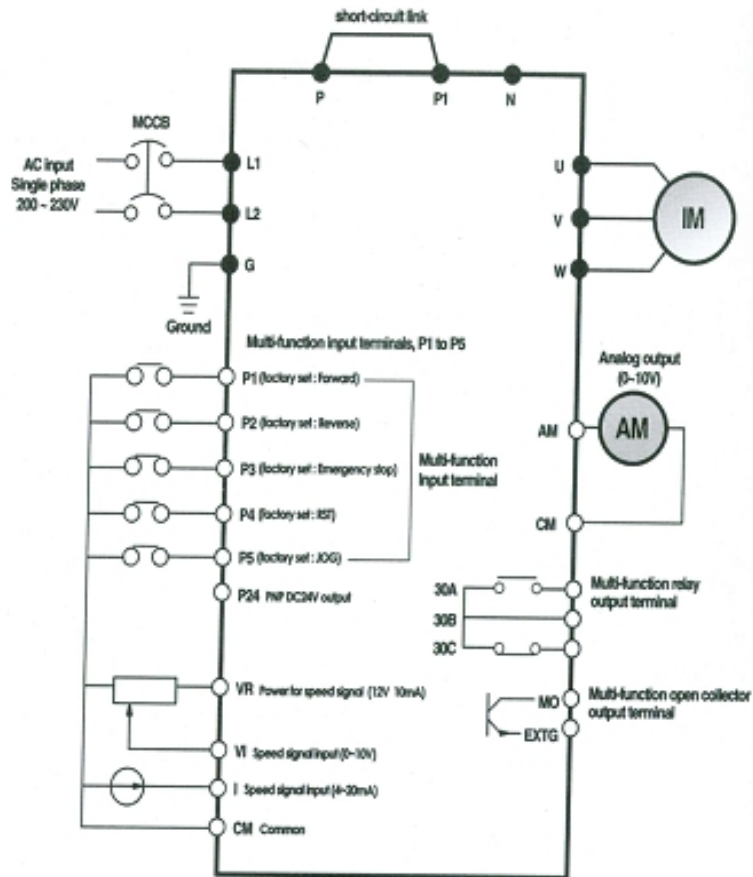 short-circuit link
P
P1
N
MCCB
AC input
Single phase
200 ~ 230V
L1
L2
G
Ground
U
V
W
IM
Multi-function input terminals, P1 to P5
P1 (factory set : Forward)
P2 (factory set : Reverse)
P3 (factory set : Emergency stop)
P4 (factory set : RST)
P5 (factory set : JOG)
Multi-function
Input terminal
P24 PNP DC24V output
VR Power for speed signal (12V 10mA)
VI Speed signal input (0~10V)
I Speed signal input (4~20mA)
CM Common
Analog output
(0~10V)
AM
AM
CM
30A
30B
30C
Multi-function relay
output terminal
MO
EXTG
Multi-function open collector
output terminal